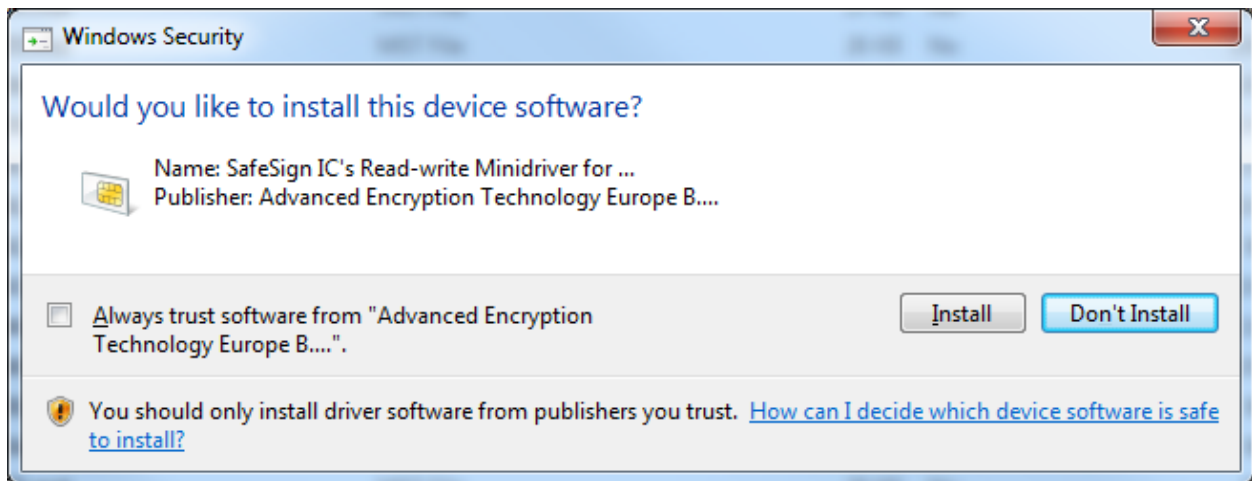 Windows Security
Would you like to install this device software?
Name: SafeSign IC's Read-write Minidriver for ...
Publisher: Advanced Encryption Technology Europe B....
Always trust software from "Advanced Encryption
Technology Europe B....".
Install
Don't Install
You should only install driver software from publishers you trust. How can I decide which device software is safe
to install?